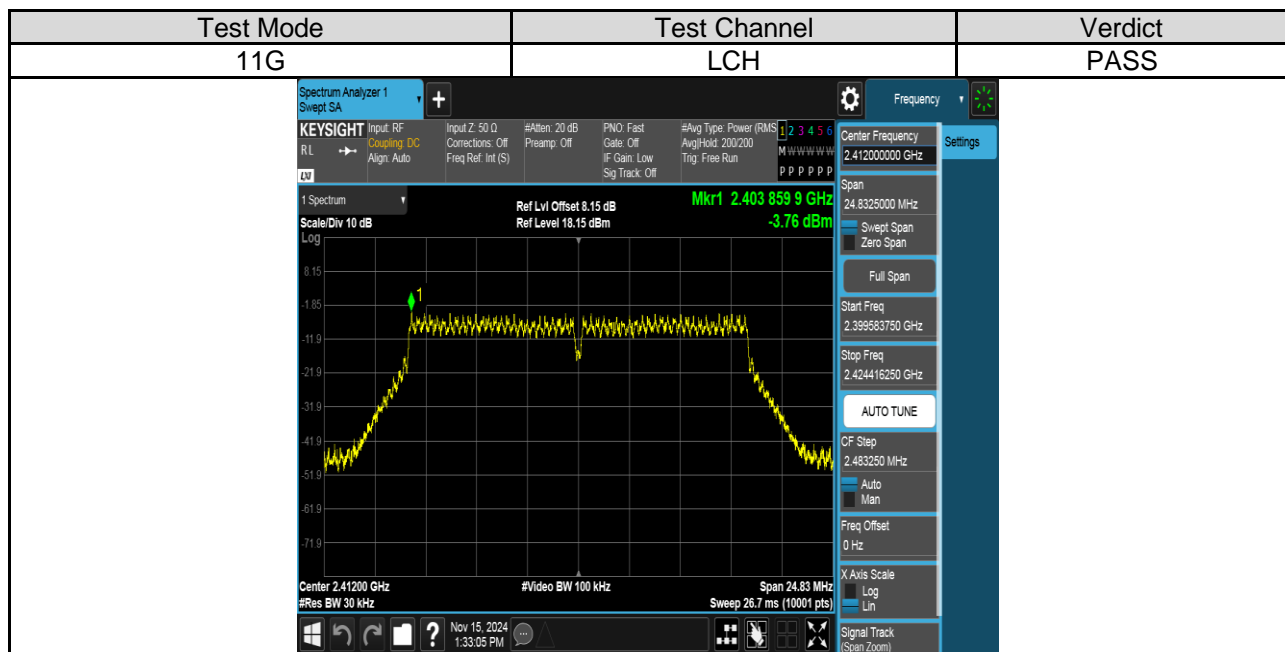 Test Mode Test Channel Verdict
11G LCH PASS
Spectrum Analyzer 1
Swept SA
+
Frequency
KEYSIGHT
RL
LXI
Input: RF
Coupling: DC
Align: Auto
Input Z: 50 Ω
Corrections: Off
Freq Ref: Int (S)
#Atten: 20 dB
Preamp: Off
PNO: Fast
Gate: Off
IF Gain: Low
Sig Track: Off
#Avg Type: Power (RMS
Avg|Hold: 200/200
Trig: Free Run
1 2 3 4 5 6
M W W W W W
P P P P P P
1 Spectrum
Scale/Div 10 dB
Log
Ref Lvl Offset 8.15 dB
Ref Level 18.15 dBm
Mkr1 2.403 859 9 GHz
-3.76 dBm
1
8.15
-1.85
-11.9
-21.9
-31.9
-41.9
-51.9
-61.9
-71.9
Center 2.41200 GHz
#Res BW 30 kHz
#Video BW 100 kHz
Span 24.83 MHz
Sweep 26.7 ms (10001 pts)
?
Nov 15, 2024
1:33:05 PM
Center Frequency
2.412000000 GHz
Settings
Span
24.8325000 MHz
Swept Span
Zero Span
Full Span
Start Freq
2.399583750 GHz
Stop Freq
2.424416250 GHz
AUTO TUNE
CF Step
2.483250 MHz
Auto
Man
Freq Offset
0 Hz
X Axis Scale
Log
Lin
Signal Track
(Span Zoom)